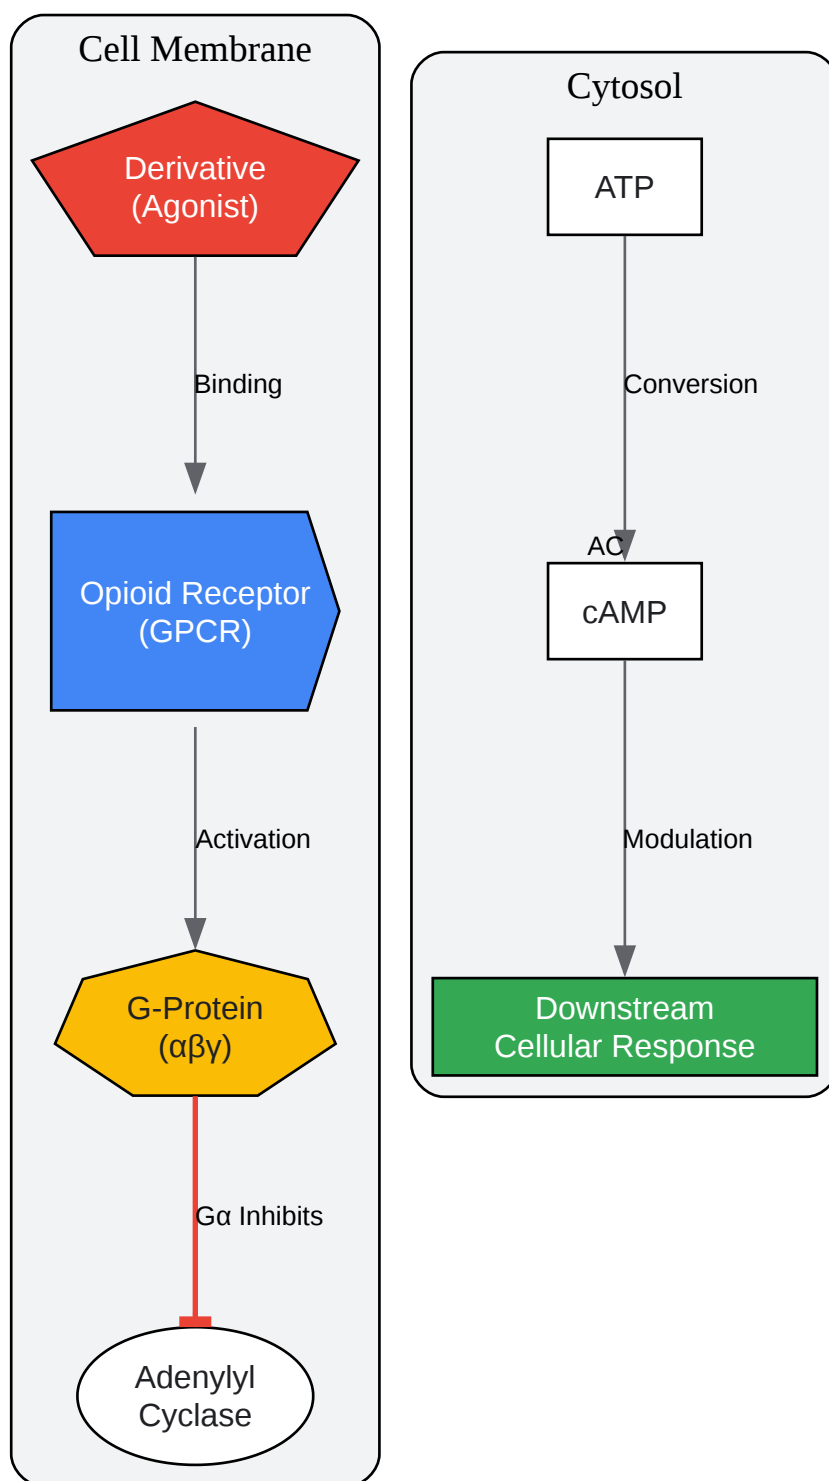 Cell Membrane
Derivative
(Agonist)
Binding
Opioid Receptor
(GPCR)
Activation
G-Protein
(αβγ)
Gα Inhibits
Adenylyl
Cyclase
Cytosol
ATP
Conversion
AC
cAMP
Modulation
Downstream
Cellular Response